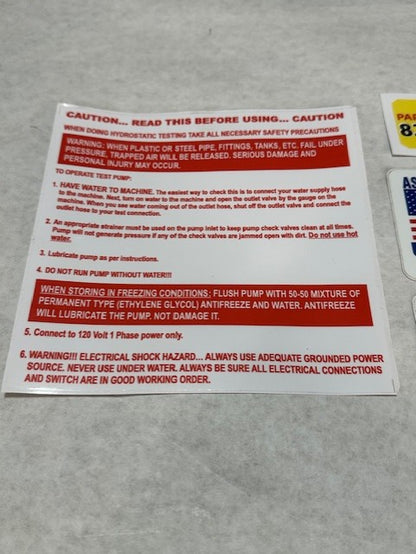 CAUTION... READ THIS BEFORE USING... CAUTION
WHEN DOING HYDROSTATIC TESTING TAKE ALL NECESSARY SAFETY PRECAUTIONS
WARNING: WHEN PLASTIC OR STEEL PIPE, FITTINGS, TANKS, ETC. FAIL UNDER
PRESSURE, TRAPPED AIR WILL BE RELEASED. SERIOUS DAMAGE AND
PERSONAL INJURY MAY OCCUR.
TO OPERATE TEST PUMP:
1. HAVE WATER TO MACHINE. The easiest way to check this is to connect your water supply hose
to the machine. Next, turn on water to the machine and open the outlet valve by the gauge on the
machine. When you see water coming out of the outlet hose, shut off the outlet valve and connect the
outlet hose to your test connection.
2. An appropriate strainer must be used on the pump inlet to keep pump check valves clean at all times.
Pump will not generate pressure if any of the check valves are jammed open with dirt. Do not use hot
water.
3. Lubricate pump as per instructions.
4. DO NOT RUN PUMP WITHOUT WATER!!!
WHEN STORING IN FREEZING CONDITIONS: FLUSH PUMP WITH 50-50 MIXTURE OF
PERMANENT TYPE (ETHYLENE GLYCOL) ANTIFREEZE AND WATER. ANTIFREEZE
WILL LUBRICATE THE PUMP. NOT DAMAGE IT.
5. Connect to 120 Volt 1 Phase power only.
6. WARNING!!! ELECTRICAL SHOCK HAZARD... ALWAYS USE ADEQUATE GROUNDED POWER
SOURCE. NEVER USE UNDER WATER. ALWAYS BE SURE ALL ELECTRICAL CONNECTIONS
AND SWITCH ARE IN GOOD WORKING ORDER.